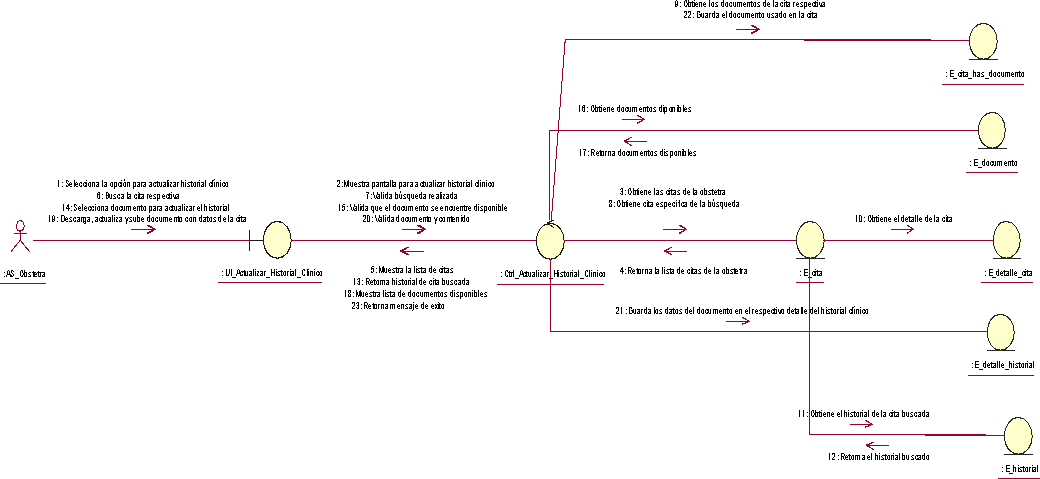 9: Obtiene los documentos de la cita respectiva
22: Guarda el documento usado en la cita
: E_cita_has_documento
16: Obtiene documentos diponibles
17: Retorna documentos disponibles
: E_documento
1: Selecciona la opción para actualizar historial clínico
6: Busca la cita respectiva
14: Selecciona documento para actualizar el historial
19: Descarga, actualiza y sube documento con datos de la cita
2:Muestra pantalla para actualizar historial clínico
7: Válida búsqueda realizada
15: Válida que el documento se encuentre disponible
20: Válida documento y contenido
3: Obtiene las citas de la obstetra
8: Obtiene cita específca de la búsqueda
10: Obtiene el detalle de la cita
: AS_Obstetra
: UI_Actualizar_Historial_Clinico
5: Muestra la lista de citas
13: Retorna historial de cita buscada
18: Muestra lista de documentos disponibles
23: Retorna mensaje de exito
: Ctrl_Actualizar_Historial_Clinico
4: Retorna la lista de citas de la obstetra
: E_cita
: E_detalle_cita
21: Guarda los datos del documento en el respectivo detalle del historial clínico
: E_detalle_historial
11: Obtiene el historial de la cita buscada
12: Retorna el historial buscado
: E_historial